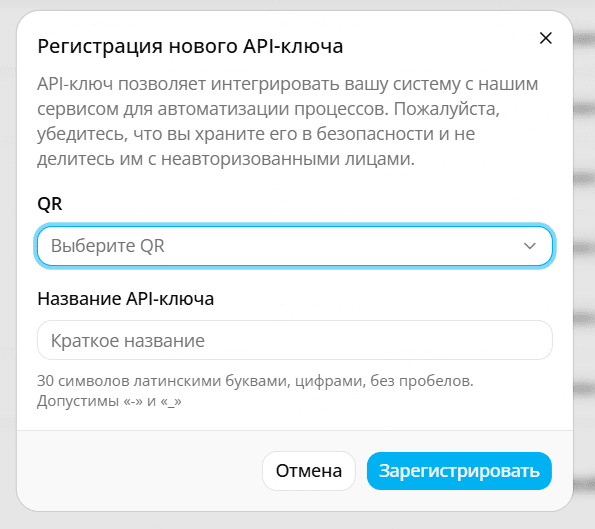 Регистрация нового API-ключа
API-ключ позволяет интегрировать вашу систему с нашим
сервисом для автоматизации процессов. Пожалуйста,
убедитесь, что вы храните его в безопасности и не
делитесь им с неавторизованными лицами.
QR
Выберите QR
Название API-ключа
Краткое название
30 символов латинскими буквами, цифрами, без пробелов.
Допустимы «-» и «_»
Отмена
Зарегистрировать